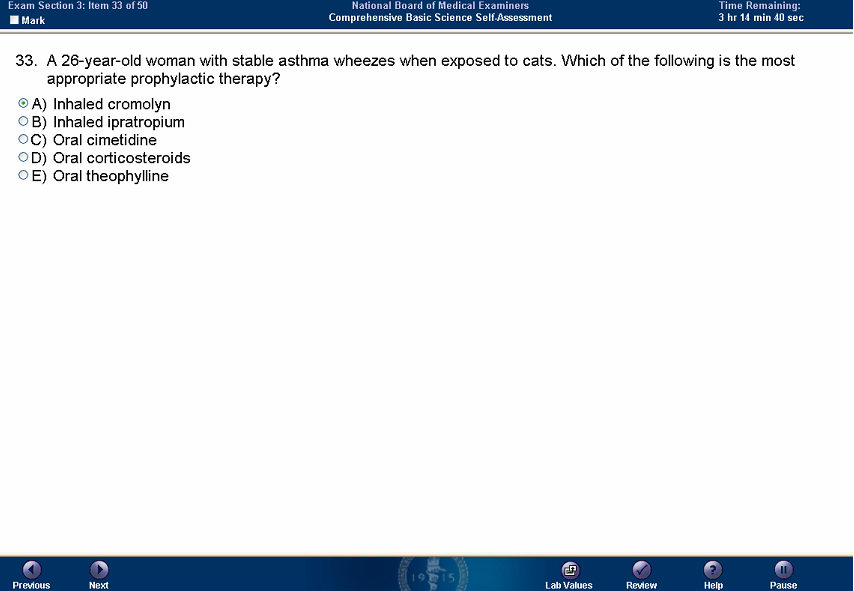 Exam Section 3: Item 33 of 50
National Board of Medical Examiners
Time Remaining:
Mark
Comprehensive Basic Science Self-Assessment
3 hr 14 min 40 sec
33. A 26-year-old woman with stable asthma wheezes when exposed to cats. Which of the following is the most
appropriate prophylactic therapy?
A) Inhaled cromolyn
B) Inhaled ipratropium
C) Oral cimetidine
D) Oral corticosteroids
E) Oral theophylline
19 15
Previous
Next
Lab Values
Review
Help
Pause